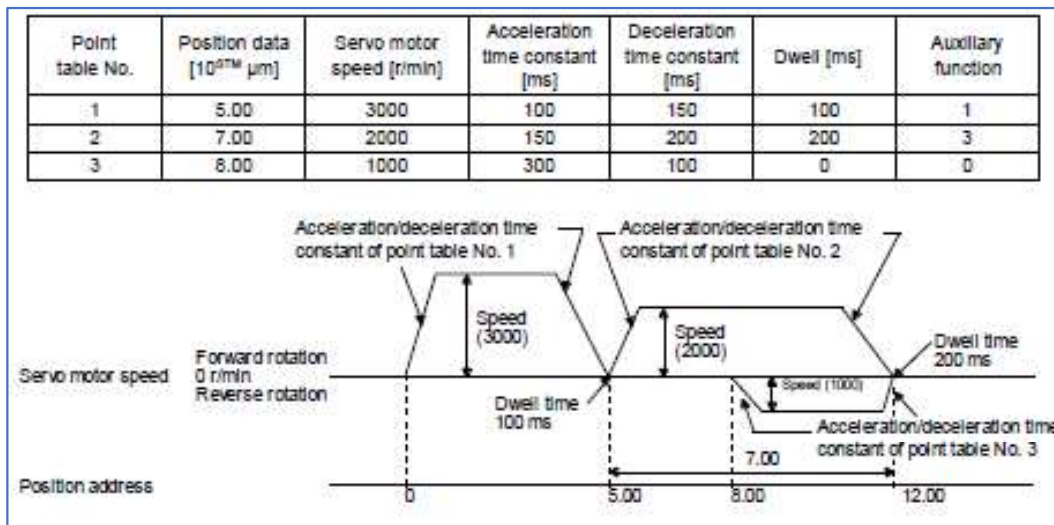 Point table No.
Position data [10STM µm]
Servo motor speed [r/min]
Acceleration time constant [ms]
Deceleration time constant [ms]
Dwell [ms]
Auxiliary function
1 5.00 3000 100 150 100 1
2 7.00 2000 150 200 200 3
3 8.00 1000 300 100 0 0
Acceleration/deceleration time
constant of point table No. 1
Acceleration/deceleration time
constant of point table No. 2
Speed
(3000)
Speed
(2000)
Dwell time
200 ms
Servo motor speed
Forward rotation
0 r/min
Reverse rotation
Speed (1000)
Dwell time
100 ms
Acceleration/deceleration time
constant of point table No. 3
7.00
Position address
0 5.00 8.00 12.00